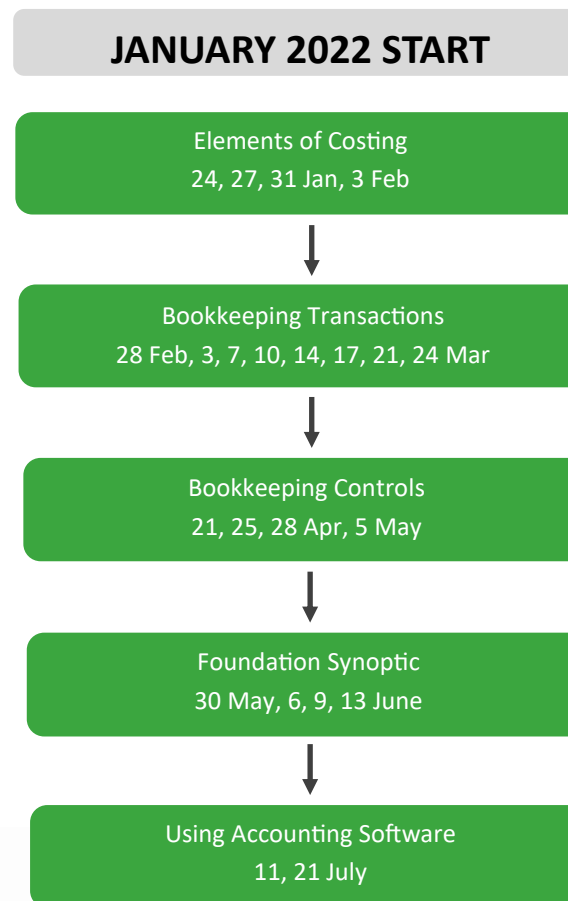 JANUARY 2022 START
Elements of Costing
24, 27, 31 Jan, 3 Feb
Bookkeeping Transactions
28 Feb, 3, 7, 10, 14, 17, 21, 24 Mar
Bookkeeping Controls
21, 25, 28 Apr, 5 May
Foundation Synoptic
30 May, 6, 9, 13 June
Using Accounting Software
11, 21 July